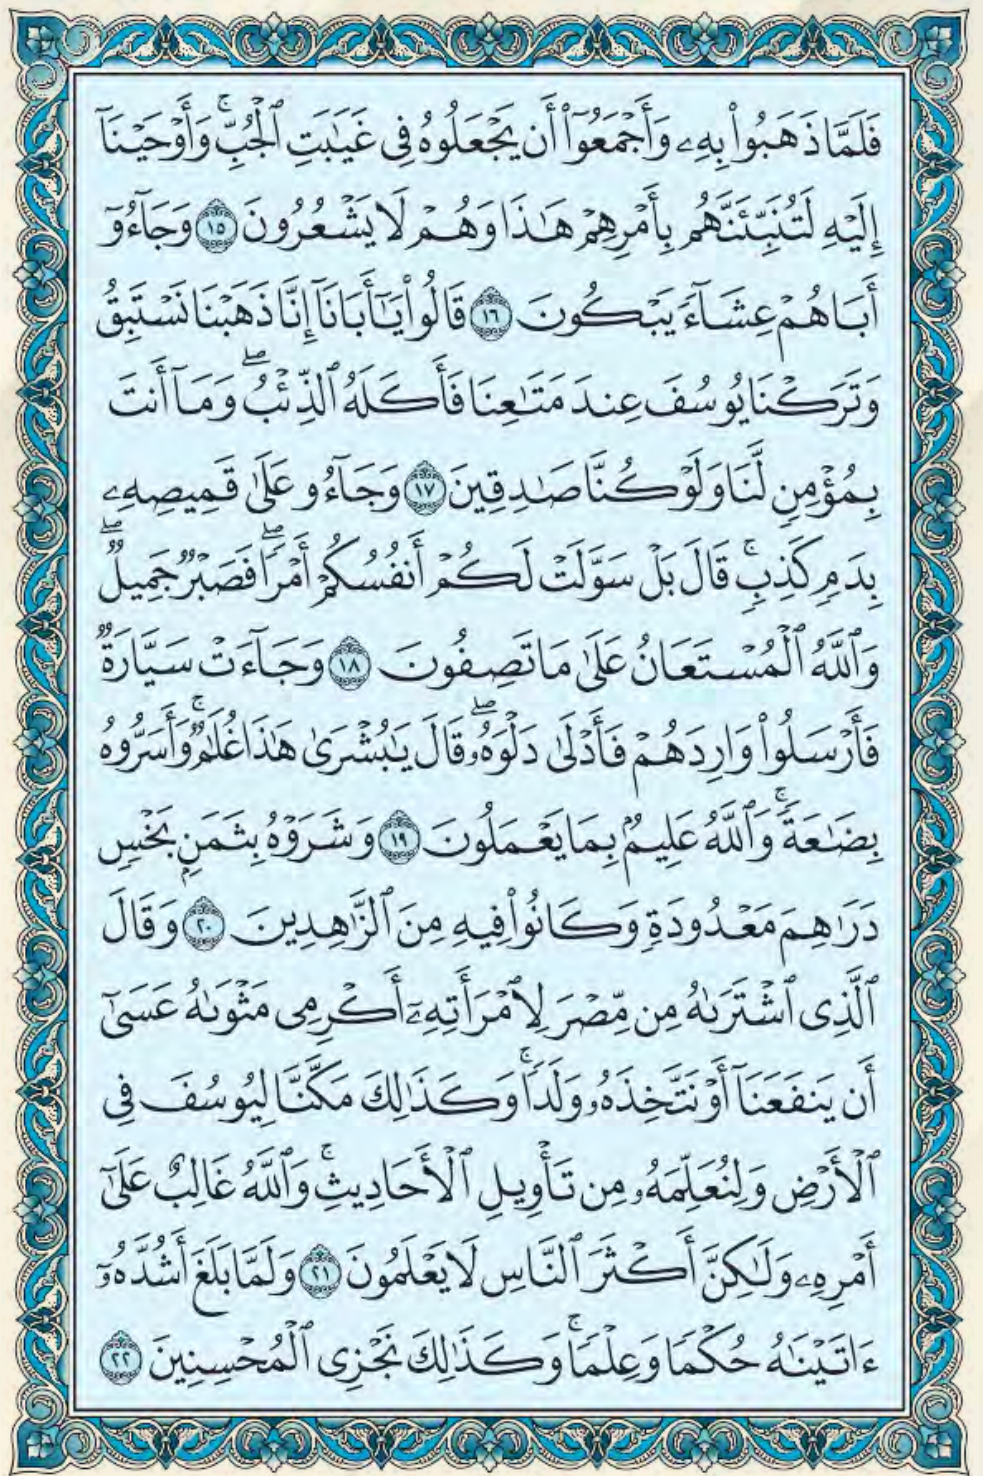 فَلَمَّا ذَهَبُوا۟ بِهِۦ وَأَجْمَعُوٓا۟ أَن يَجْعَلُوهُ فِى غَيَـٰبَتِ ٱلْجُبِّ ۚ وَأَوْحَيْنَآ
إِلَيْهِ لَتُنَبِّئَنَّهُم بِأَمْرِهِمْ هَـٰذَا وَهُمْ لَا يَشْعُرُونَ ١٥ وَجَآءُوٓ
أَبَاهُمْ عِشَآءً يَبْكُونَ ١٦ قَالُوا۟ يَـٰٓأَبَانَآ إِنَّا ذَهَبْنَا نَسْتَبِقُ
وَتَرَكْنَا يُوسُفَ عِندَ مَتَـٰعِنَا فَأَكَلَهُ ٱلذِّئْبُ ۖ وَمَآ أَنتَ
بِمُؤْمِنٍ لَّنَا وَلَوْ كُنَّا صَـٰدِقِينَ ١٧ وَجَآءُو عَلَىٰ قَمِيصِهِۦ
بِدَمٍ كَذِبٍ ۚ قَالَ بَلْ سَوَّلَتْ لَكُمْ أَنفُسُكُمْ أَمْرًا ۖ فَصَبْرٌ جَمِيلٌ ۖ
وَٱللَّهُ ٱلْمُسْتَعَانُ عَلَىٰ مَا تَصِفُونَ ١٨ وَجَآءَتْ سَيَّارَةٌ
فَأَرْسَلُوا۟ وَارِدَهُمْ فَأَدْلَىٰ دَلْوَهُۥ ۖ قَالَ يَـٰبُشْرَىٰ هَـٰذَا غُلَـٰمٌ ۚ وَأَسَرُّوهُ
بِضَـٰعَةً ۚ وَٱللَّهُ عَلِيمٌۢ بِمَا يَعْمَلُونَ ١٩ وَشَرَوْهُ بِثَمَنٍۭ بَخْسٍ
دَرَٰهِمَ مَعْدُودَةٍ وَكَانُوا۟ فِيهِ مِنَ ٱلزَّٰهِدِينَ ٢٠ وَقَالَ
ٱلَّذِى ٱشْتَرَىٰهُ مِن مِّصْرَ لِٱمْرَأَتِهِۦٓ أَكْرِمِى مَثْوَىٰهُ عَسَىٰٓ
أَن يَنفَعَنَآ أَوْ نَتَّخِذَهُۥ وَلَدًا ۚ وَكَذَٰلِكَ مَكَّنَّا لِيُوسُفَ فِى
ٱلْأَرْضِ وَلِنُعَلِّمَهُۥ مِن تَأْوِيلِ ٱلْأَحَادِيثِ ۚ وَٱللَّهُ غَالِبٌ عَلَىٰٓ
أَمْرِهِۦ وَلَـٰكِنَّ أَكْثَرَ ٱلنَّاسِ لَا يَعْلَمُونَ ٢١ وَلَمَّا بَلَغَ أَشُدَّهُۥٓ
ءَاتَيْنَـٰهُ حُكْمًا وَعِلْمًا ۚ وَكَذَٰلِكَ نَجْزِى ٱلْمُحْسِنِينَ ٢٢